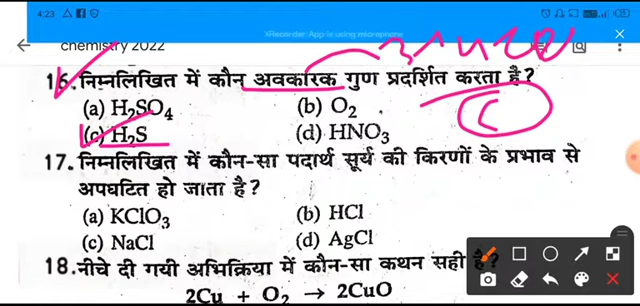 4:23
XRecorder App is using microphone
chemistry 2022
16. निम्नलिखित में कौन अवकारक गुण प्रदर्शित करता है?
(a) H₂SO₄ (b) O₂
(c) H₂S (d) HNO₃
C
17. निम्नलिखित में कौन-सा पदार्थ सूर्य की किरणों के प्रभाव से
अपघटित हो जाता है?
(a) KClO₃ (b) HCl
(c) NaCl (d) AgCl
18. नीचे दी गयी अभिक्रिया में कौन-सा कथन सही है?
2Cu + O₂ → 2CuO